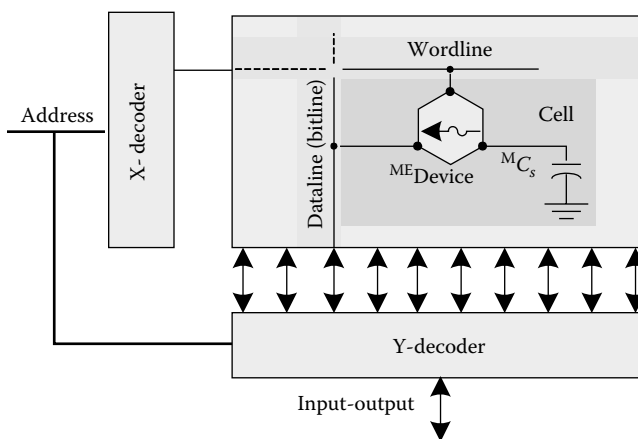 Wordline
Address
X- decoder
Dataline (bitline)
Cell
ᴹᴱDevice
ᴹCₛ
Y-decoder
Input-output